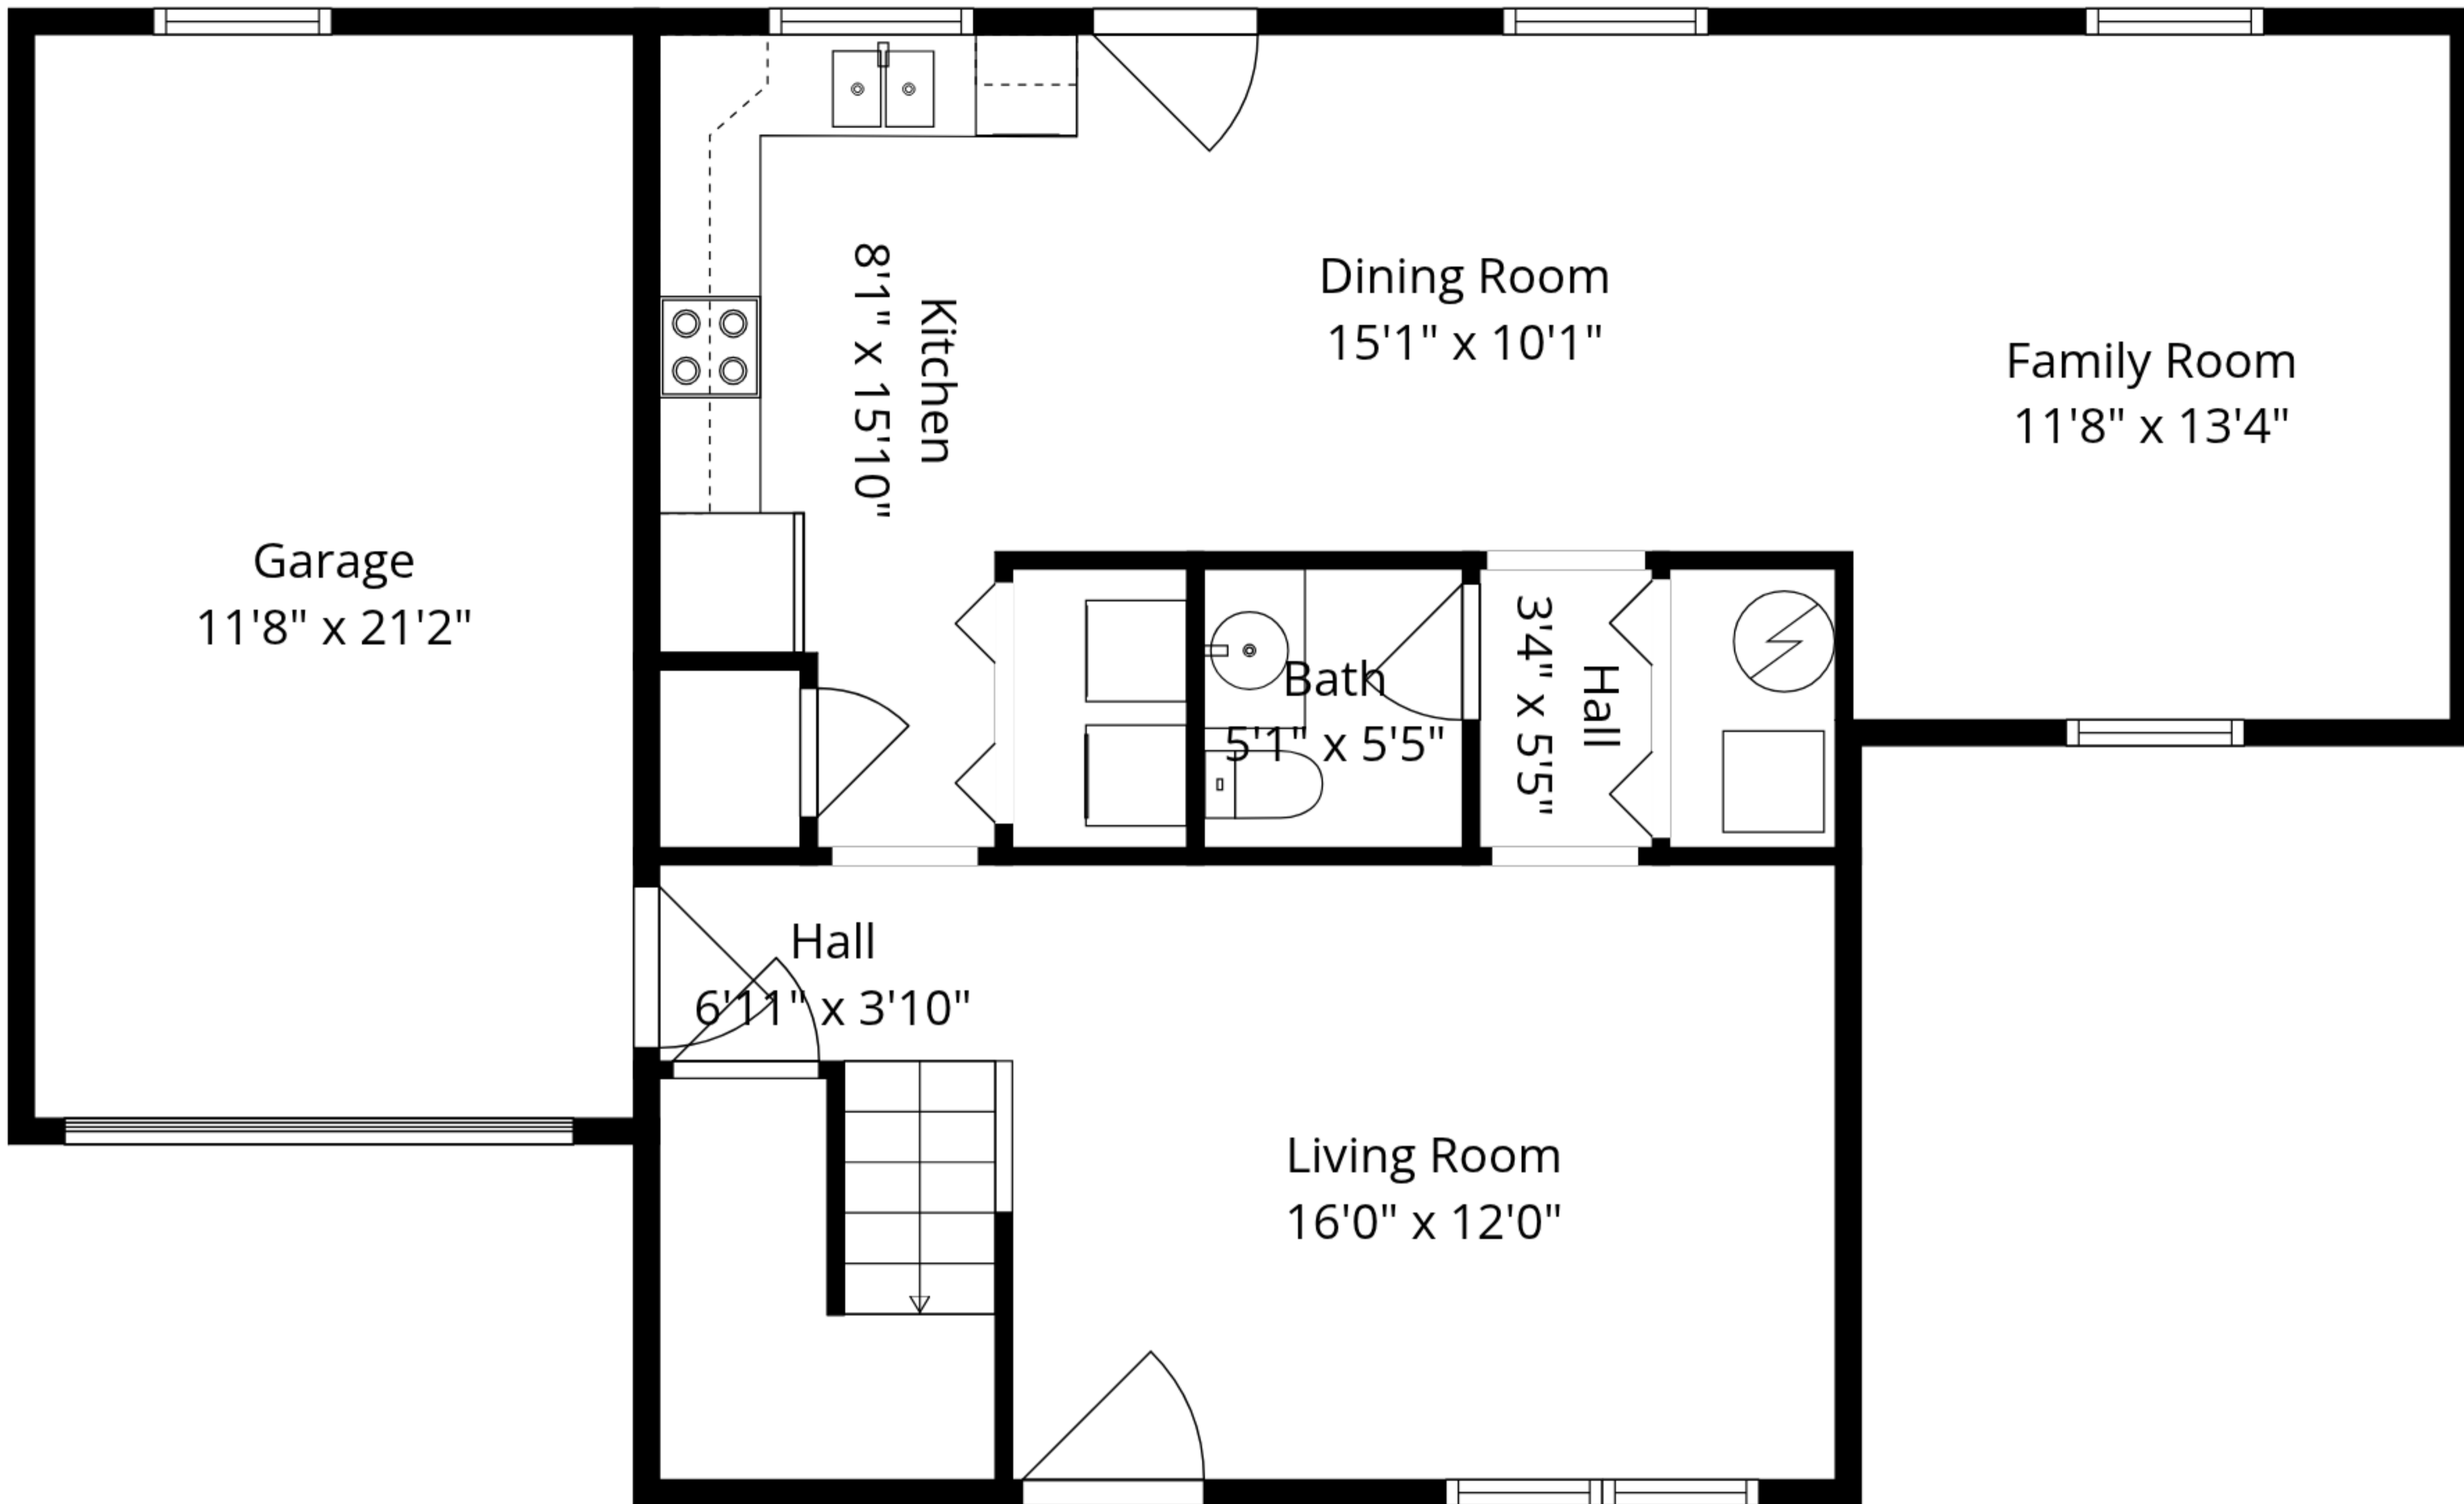 Dining Room
15'1" x 10'1"
Kitchen
8'1" x 15'10"
Family Room
11'8" x 13'4"
Garage
11'8" x 21'2"
Bath
5'1" x 5'5"
Hall
3'4" x 5'5"
Hall
6'11" x 3'10"
Living Room
16'0" x 12'0"